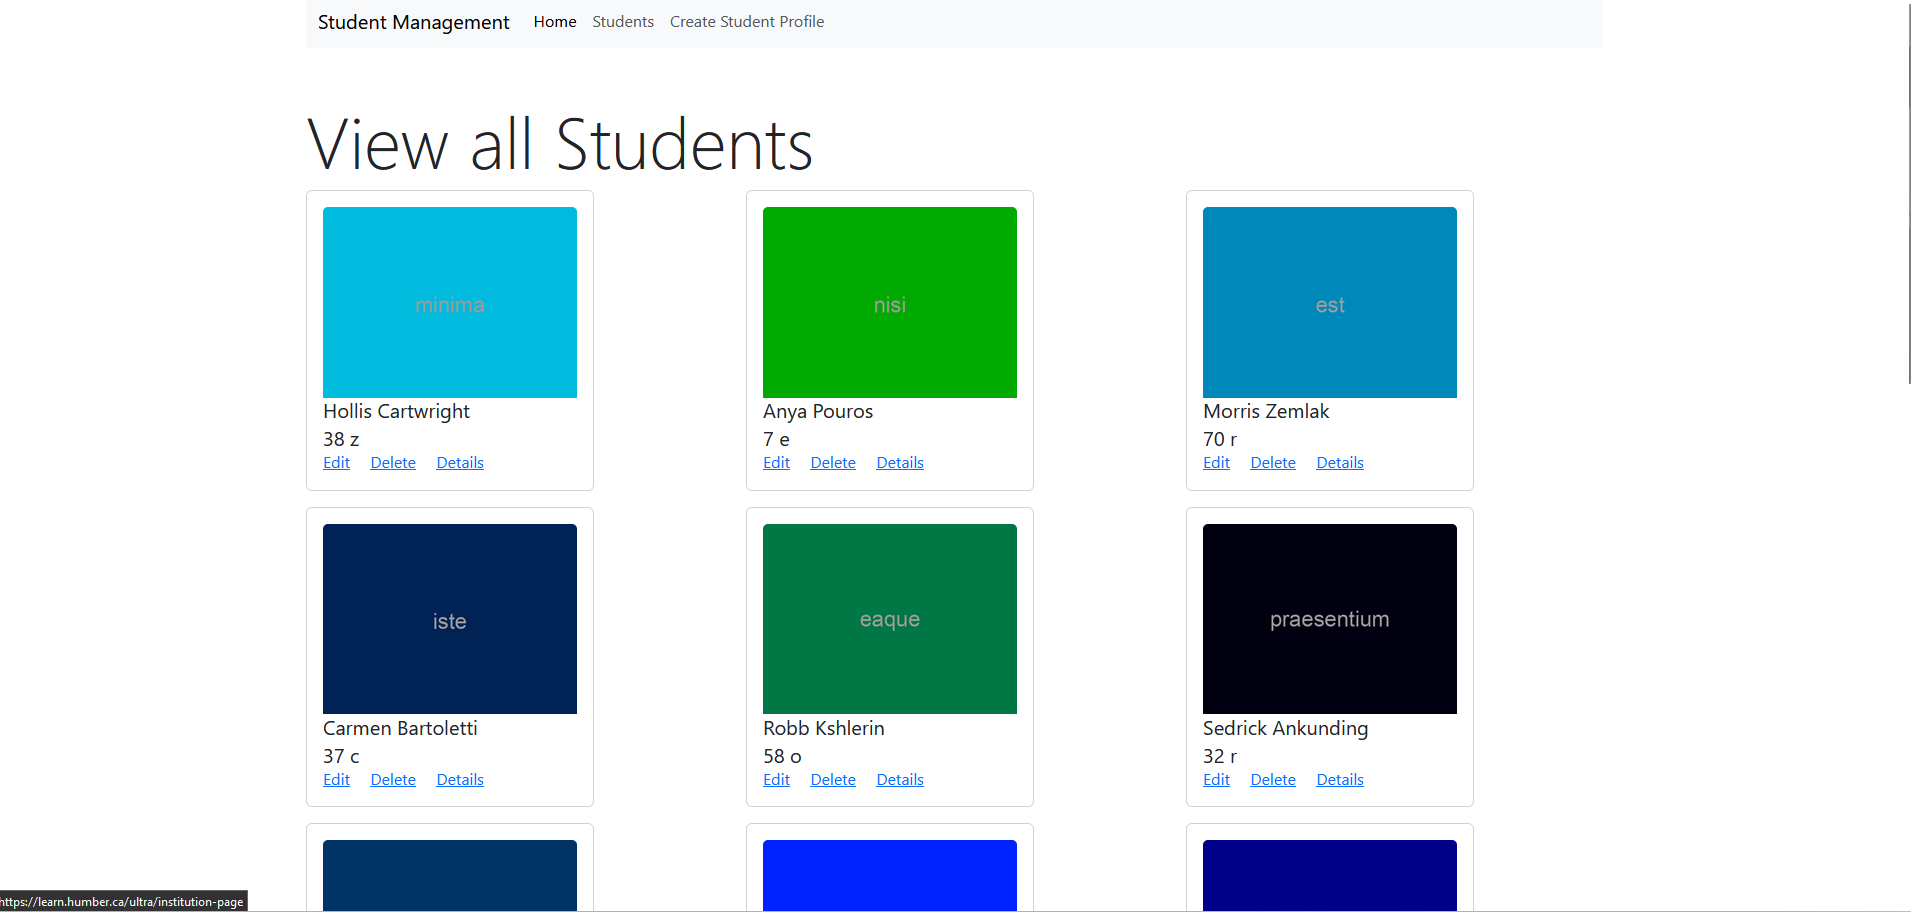 Student Management Home Students Create Student Profile
View all Students
minima
Hollis Cartwright
38 z
Edit Delete Details
nisi
Anya Pouros
7 e
Edit Delete Details
est
Morris Zemlak
70 r
Edit Delete Details
iste
Carmen Bartoletti
37 c
Edit Delete Details
eaque
Robb Kshlerin
58 o
Edit Delete Details
praesentium
Sedrick Ankunding
32 r
Edit Delete Details
https://learn.humber.ca/ultra/institution-page